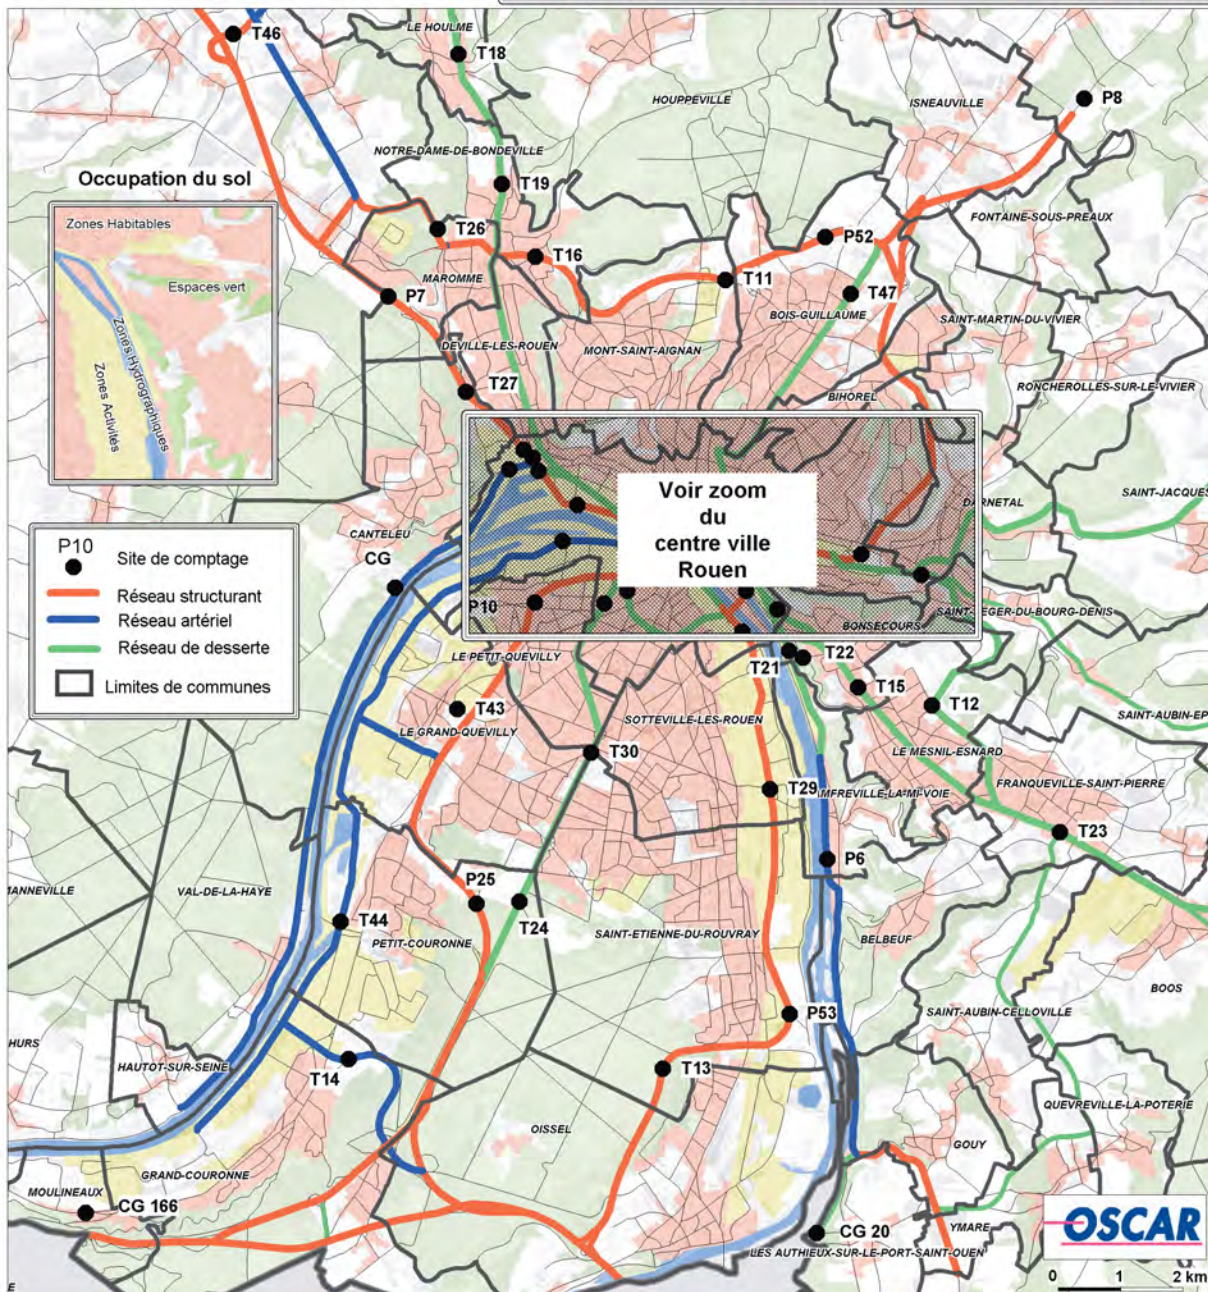 T46
LE HOULME
T18
HOUPPEVILLE
ISNEAUVILLE
P8
NOTRE-DAME-DE-BONDEVILLE
Occupation du sol
T19
Zones Habitables
Espaces vert
Zones Hydrographiques
Zones Activités
FONTAINE-SOUS-PREAUX
T26
P52
T16
MAROMME
T11
P7
T47
BOIS-GUILLAUME
SAINT-MARTIN-DU-VIVIER
DEVILLE-LES-ROUEN
MONT-SAINT-AIGNAN
RONCHEROLLES-SUR-LE-VIVIER
T27
BIHOREL
Voir zoom
du
centre ville
Rouen
SAINT-JACQUES
DARNETAL
CANTELEU
CG
P10
Site de comptage
Réseau structurant
Réseau artériel
Réseau de desserte
Limites de communes
P10
SAINT-LEGER-DU-BOURG-DENIS
BONSECOURS
LE PETIT-QUEVILLY
T21
T22
T15
T12
T43
SOTTEVILLE-LES-ROUEN
SAINT-AUBIN-EP
LE GRAND-QUEVILLY
T30
LE MESNIL-ESNARD
FRANQUEVILLE-SAINT-PIERRE
T29
AMFREVILLE-LA-MI-VOIE
T23
P6
MANNEVILLE
VAL-DE-LA-HAYE
P25
T24
T44
PETIT-COURONNE
SAINT-ETIENNE-DU-ROUVRAY
BELBEUF
BOOS
SAINT-AUBIN-CELLOVILLE
P53
HURS
HAUTOT-SUR-SEINE
T14
T13
QUEVREVILLE-LA-POTERIE
OISSEL
GOUY
GRAND-COURONNE
MOULINEAUX
CG 166
OSCAR
YMARE
CG 20
LES AUTHIEUX-SUR-LE-PORT-SAINT-OUEN
0 1 2 km
E